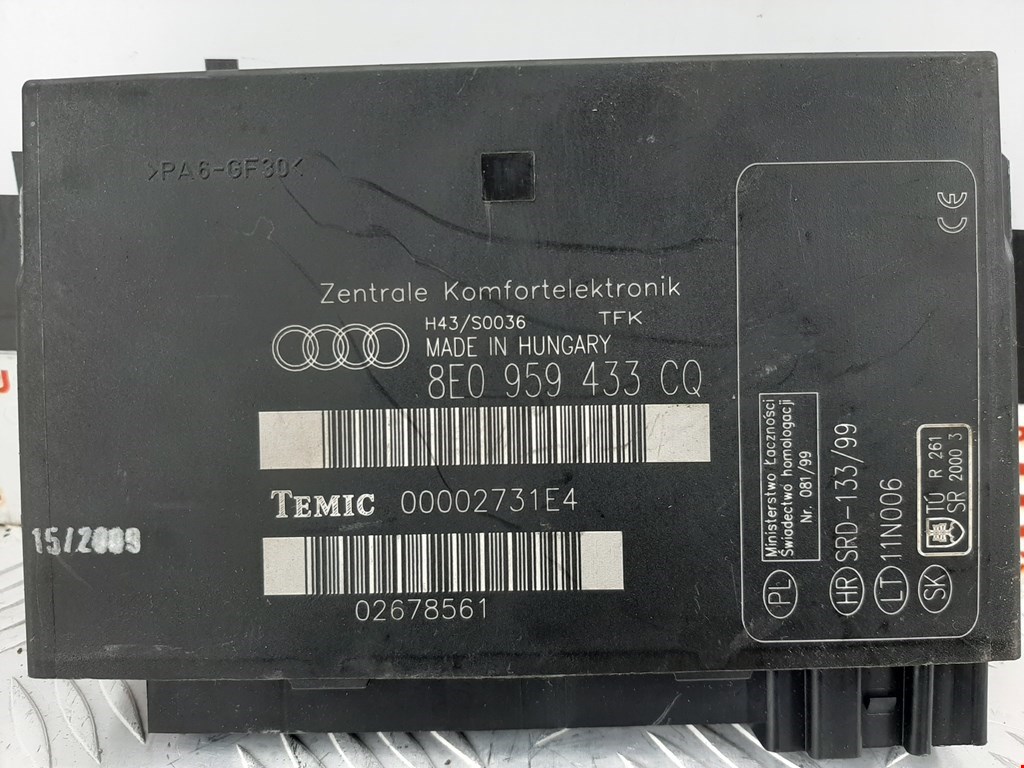 >PA6-GF30<
Zentrale Komfortelektronik
H43/S0036 TFK
MADE IN HUNGARY
8E0 959 433 CQ
TEMIC 00002731E4
15/2009
02678561
CE
PL Ministerstwo Łączności
Świadectwo homologacji
Nr. 081/99
HR SRD-133/99
LT 11N006
SK TÚ R 261
SR 2000 3